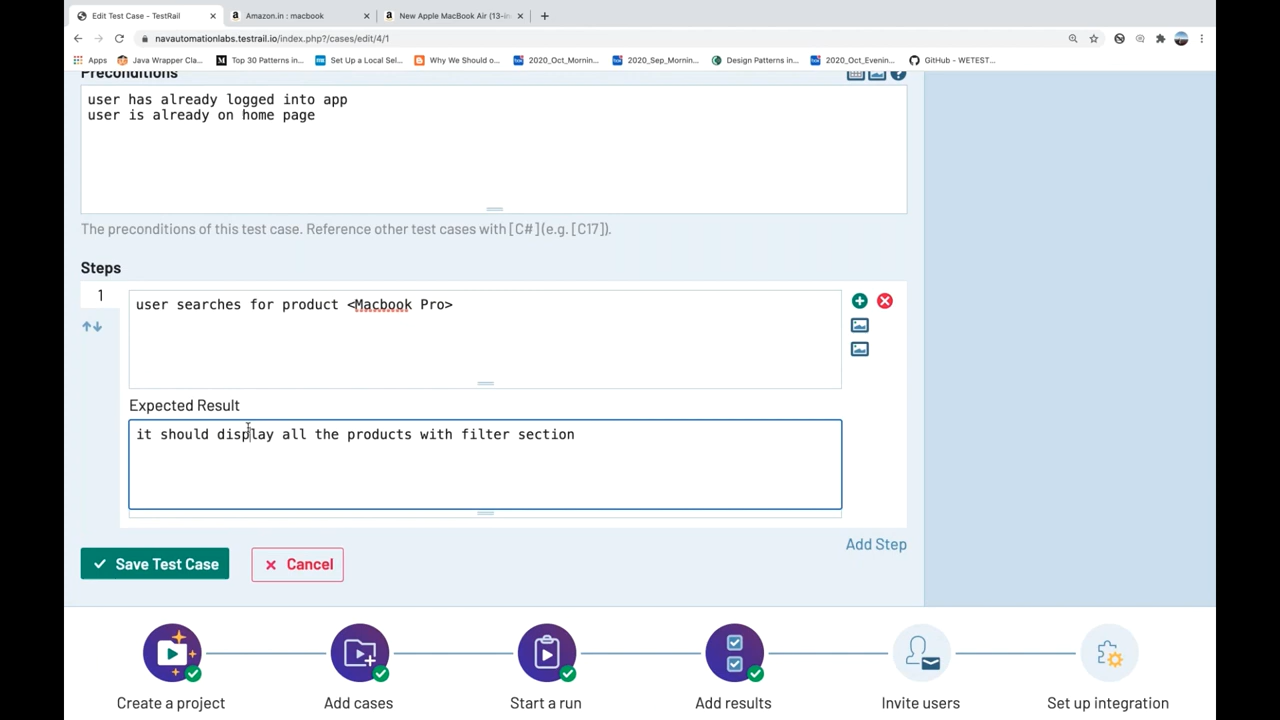 Edit Test Case - TestRail
Amazon.in : macbook
New Apple MacBook Air (13-in
navautomationlabs.testrail.io/index.php?/cases/edit/4/1
Apps
Java Wrapper Cla...
Top 30 Patterns in...
Set Up a Local Sel...
Why We Should o...
2020_Oct_Mornin...
2020_Sep_Mornin...
Design Patterns in...
2020_Oct_Evenin...
GitHub - WETEST...
Preconditions
user has already logged into app
user is already on home page
The preconditions of this test case. Reference other test cases with [C#] (e.g. [C17]).
Steps
1
user searches for product <Macbook Pro>
Expected Result
it should display all the products with filter section
Add Step
Save Test Case
Cancel
Create a project
Add cases
Start a run
Add results
Invite users
Set up integration